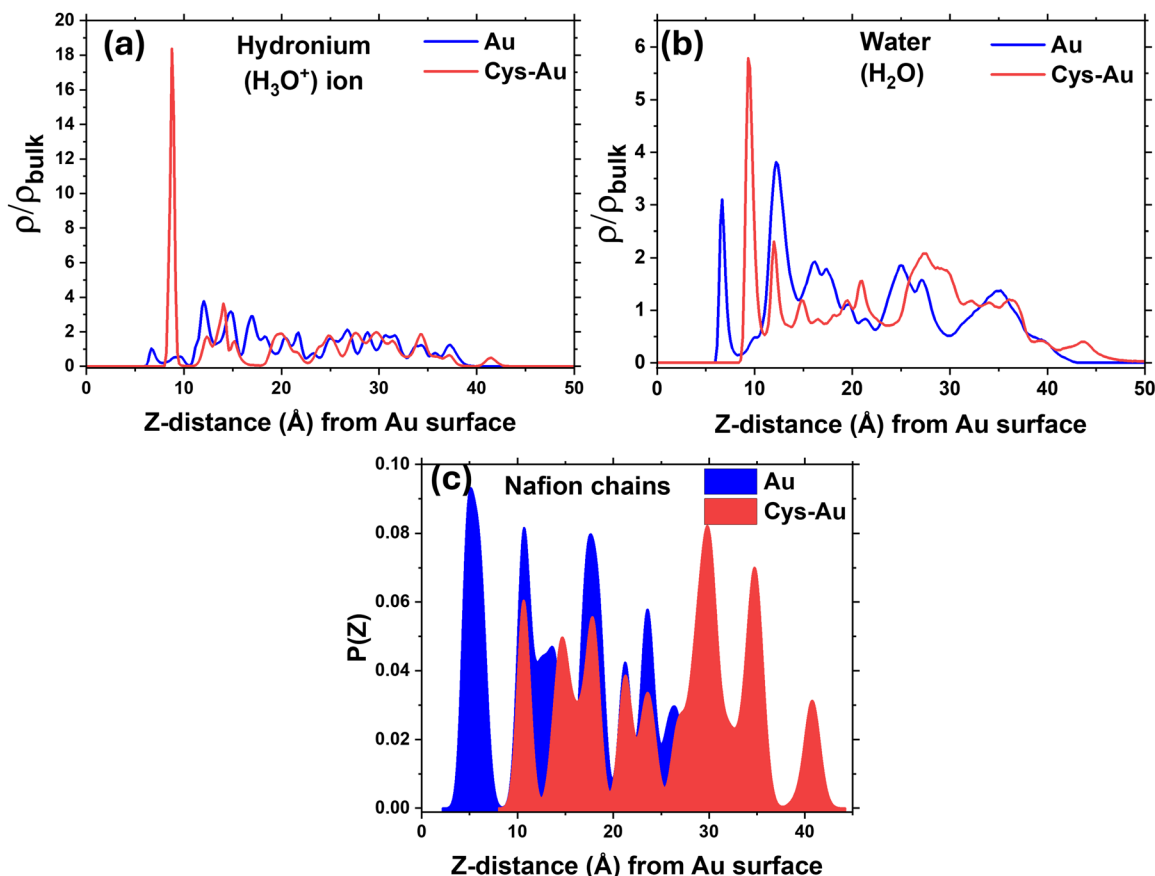 (a)
Hydronium
(H₃O⁺) ion
Au
Cys-Au
ρ/ρbulk
20
18
16
14
12
10
8
6
4
2
0
0 10 20 30 40 50
Z-distance (Å) from Au surface
(b)
Water
(H₂O)
Au
Cys-Au
ρ/ρbulk
6
5
4
3
2
1
0
0 10 20 30 40 50
Z-distance (Å) from Au surface
(c)
Nafion chains
Au
Cys-Au
P(Z)
0.10
0.08
0.06
0.04
0.02
0.00
0 10 20 30 40
Z-distance (Å) from Au surface